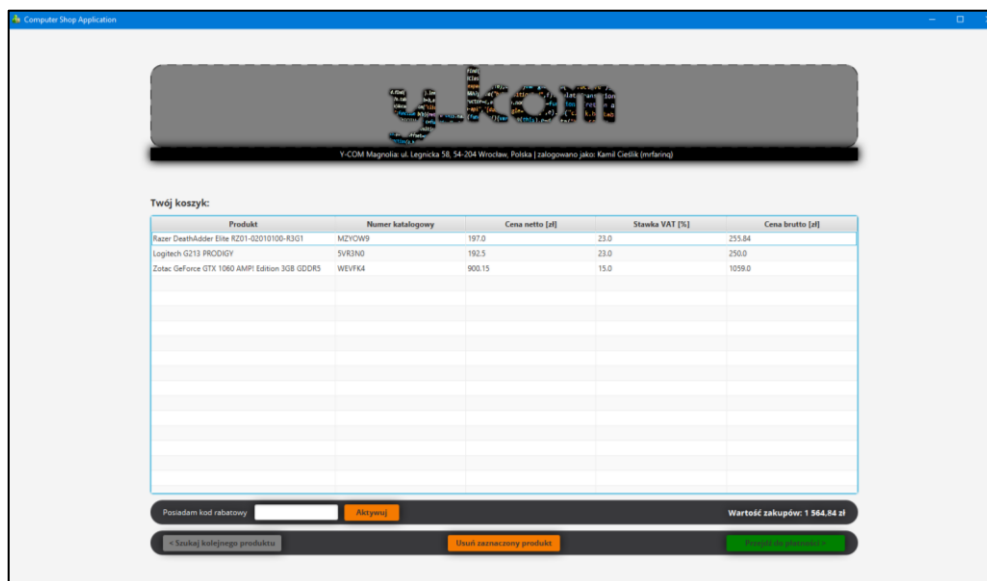 Computer Shop Application
y.kom
Y-COM Magnolia: ul. Legnicka 58, 54-204 Wrocław, Polska | zalogowano jako: Kamil Cieślik (mrfarinq)
Twój koszyk:
Produkt Numer katalogowy Cena netto [zł] Stawka VAT [%] Cena brutto [zł]
Razer DeathAdder Elite RZ01-02010100-R3G1 MZYOW9 197.0 23.0 255.84
Logitech G213 PRODIGY 5VR3N0 192.5 23.0 250.0
Zotac GeForce GTX 1060 AMP! Edition 3GB GDDR5 WEVFK4 900.15 15.0 1059.0
Posiadam kod rabatowy Aktywuj Wartość zakupów: 1 564,84 zł
< Szukaj kolejnego produktu Usuń zaznaczony produkt Przejdź do płatności >